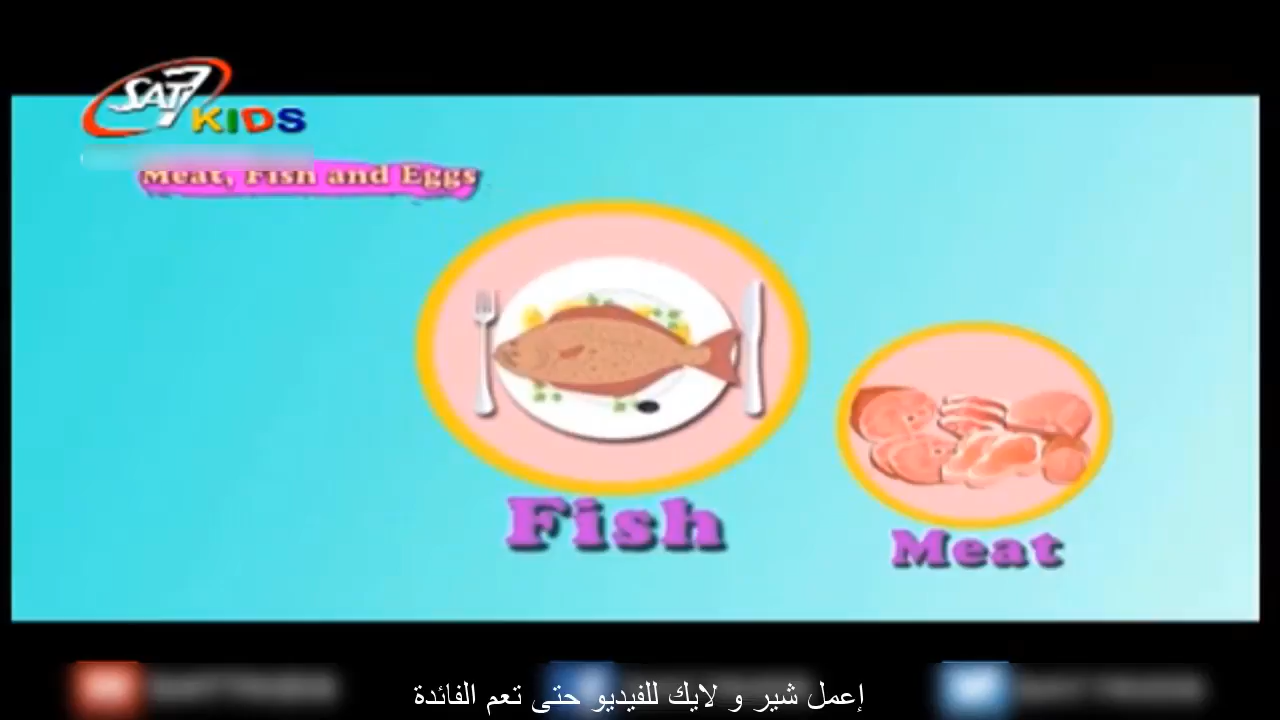 SAT7
KIDS
Meat, Fish and Eggs
Fish
Meat
إعمل شير و لايك للفيديو حتى تعم الفائدة